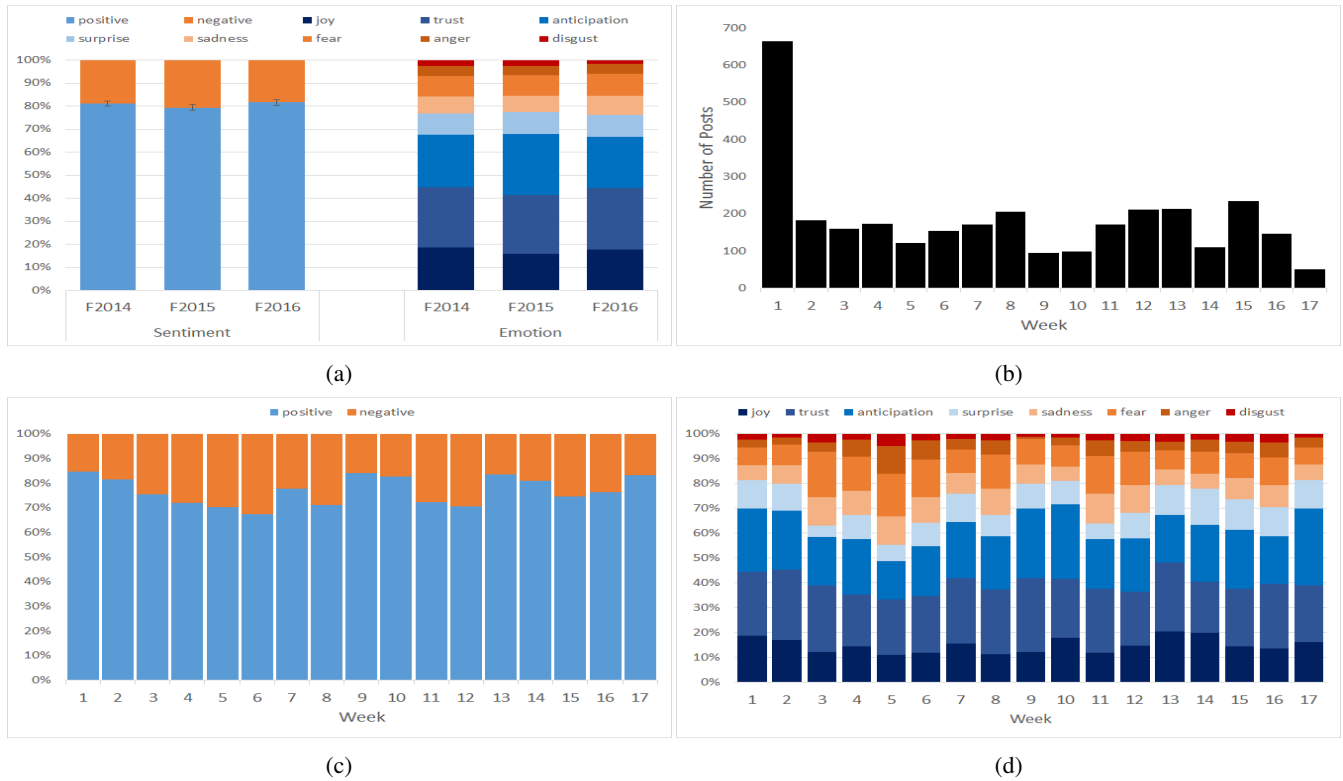 positive negative joy trust anticipation
surprise sadness fear anger disgust
100%
90%
80%
70%
60%
50%
40%
30%
20%
10%
0%
F2014 F2015 F2016 F2014 F2015 F2016
Sentiment Emotion
(a)
700
600
500
400
300
200
100
0
Number of Posts
1 2 3 4 5 6 7 8 9 10 11 12 13 14 15 16 17
Week
(b)
positive negative
100%
90%
80%
70%
60%
50%
40%
30%
20%
10%
0%
1 2 3 4 5 6 7 8 9 10 11 12 13 14 15 16 17
Week
(c)
joy trust anticipation surprise sadness fear anger disgust
100%
90%
80%
70%
60%
50%
40%
30%
20%
10%
0%
1 2 3 4 5 6 7 8 9 10 11 12 13 14 15 16 17
Week
(d)